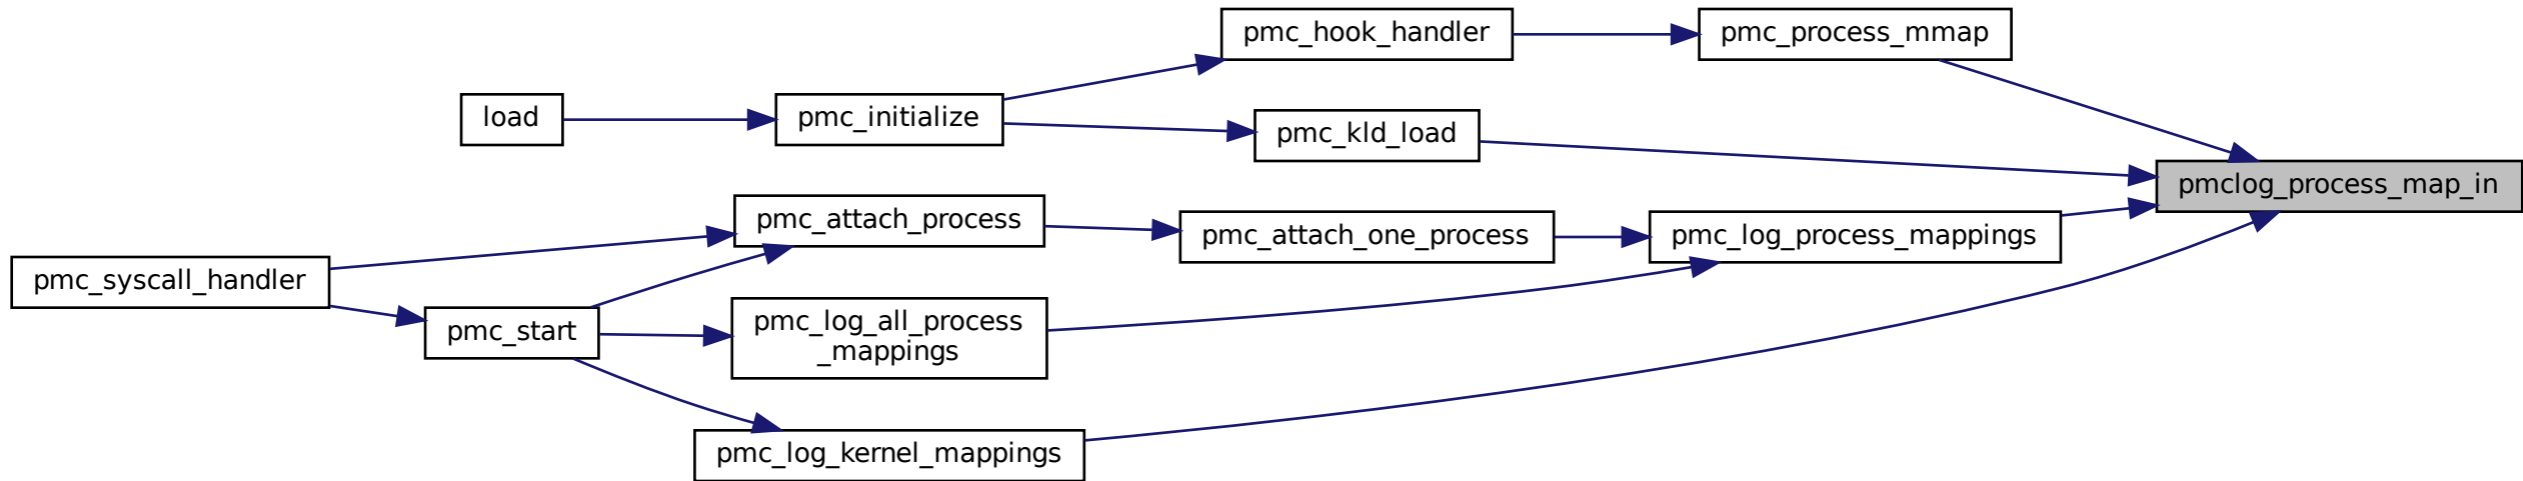 pmc_hook_handler
pmc_process_mmap
load
pmc_initialize
pmc_kld_load
pmclog_process_map_in
pmc_attach_process
pmc_attach_one_process
pmc_log_process_mappings
pmc_syscall_handler
pmc_start
pmc_log_all_process
_mappings
pmc_log_kernel_mappings